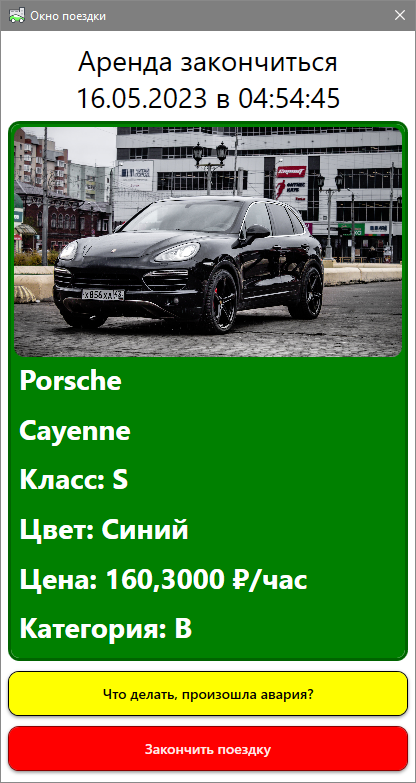 Окно поездки
Аренда закончиться
16.05.2023 в 04:54:45
Porsche
Cayenne
Класс: S
Цвет: Синий
Цена: 160,3000 ₽/час
Категория: B
Что делать, произошла авария?
Закончить поездку